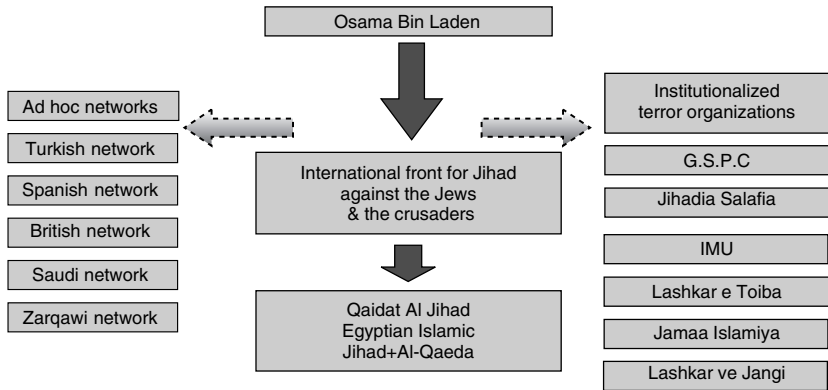 Osama Bin Laden
Ad hoc networks
Turkish network
Spanish network
British network
Saudi network
Zarqawi network
International front for Jihad
against the Jews
& the crusaders
Qaidat Al Jihad
Egyptian Islamic
Jihad+Al-Qaeda
Institutionalized
terror organizations
G.S.P.C
Jihadia Salafia
IMU
Lashkar e Toiba
Jamaa Islamiya
Lashkar ve Jangi